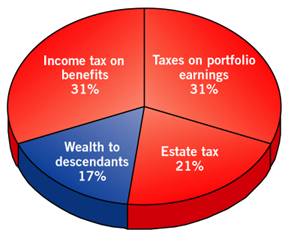 Income tax on
benefits
31%
Taxes on portfolio
earnings
31%
Wealth to
descendants
17%
Estate tax
21%